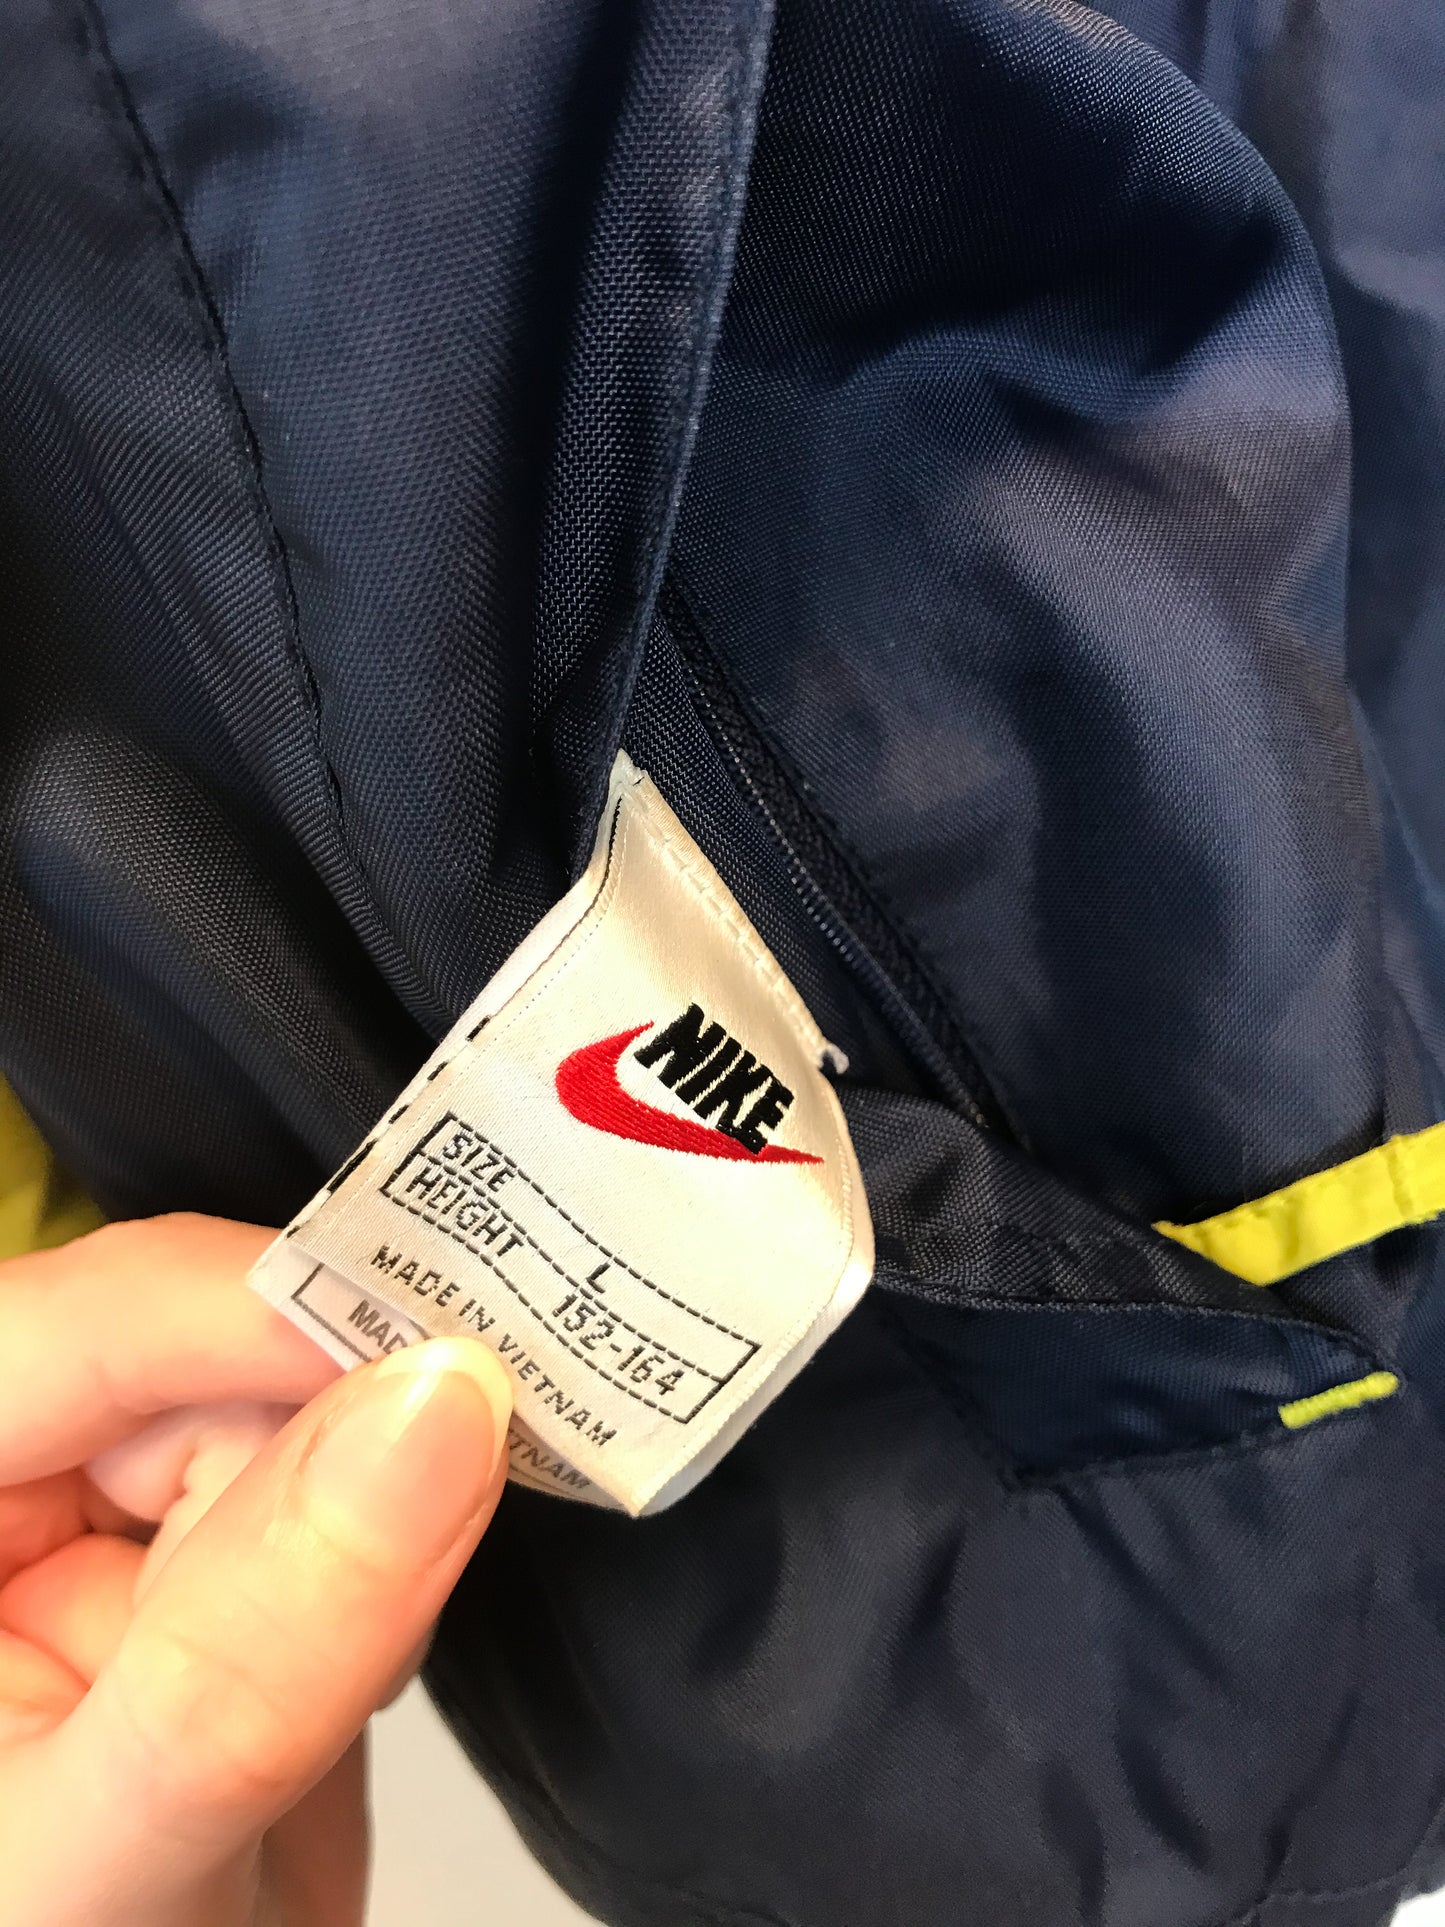 NIKE
SIZE L
HEIGHT 152-164
MADE IN VIETNAM